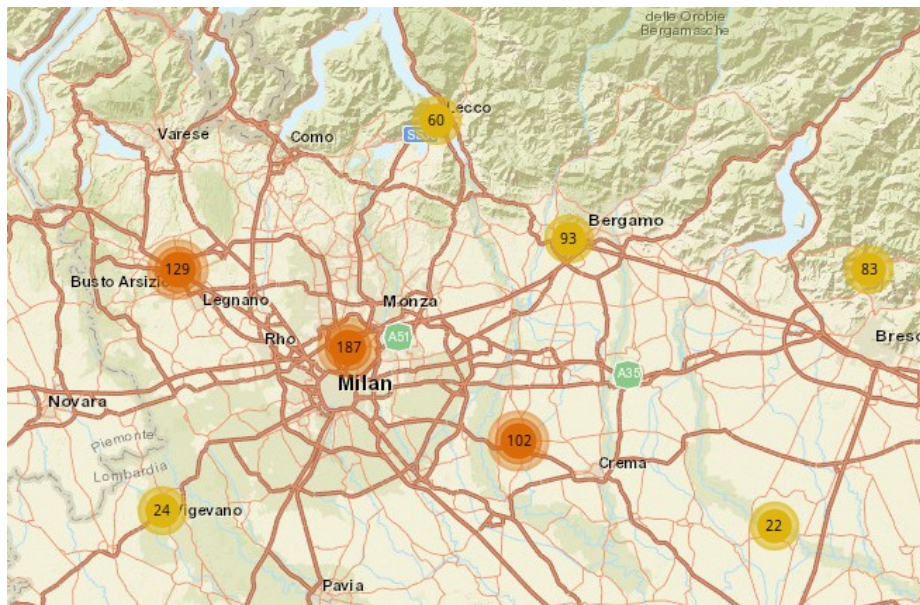 delle Orobie
Bergamasche
Lecco
60
Varese
Como
Bergamo
93
83
129
Busto Arsizio
Legnano
Monza
A51
Rho
187
Milan
A35
Novara
Piemonte
Lombardia
102
Crema
24
Vigevano
22
Pavia